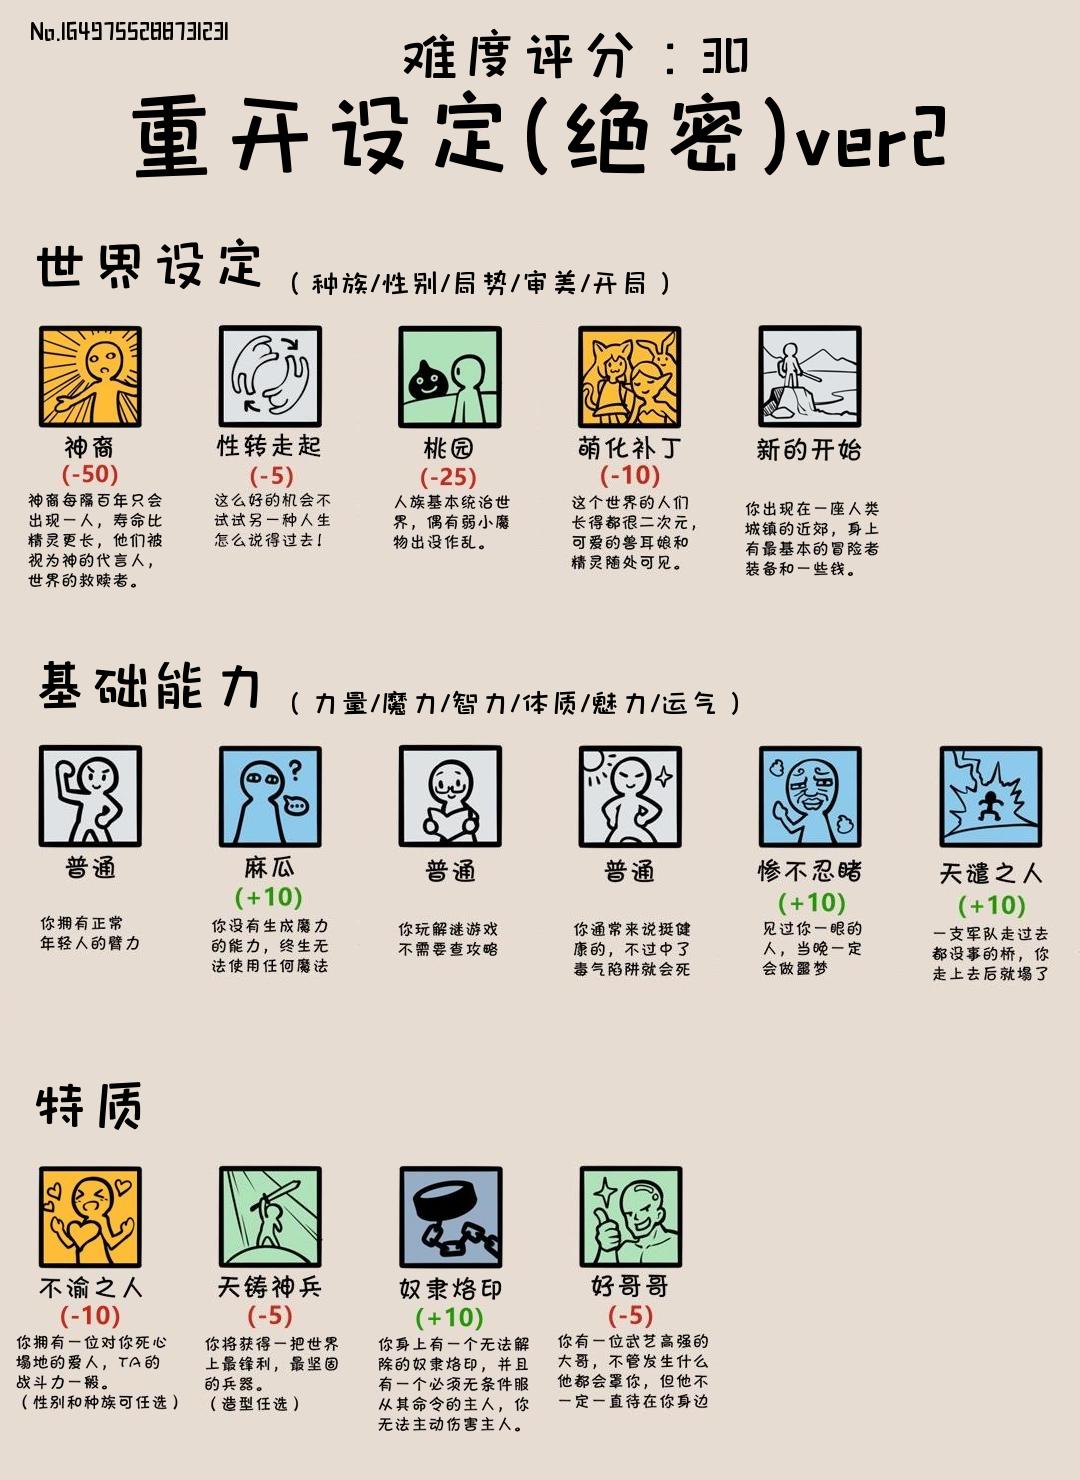 No.1649755288731231
难度评分：30
重开设定(绝密)ver2
世界设定（种族/性别/局势/审美/开局）
神裔
(-50)
神裔每隔百年只会
出现一人，寿命比
精灵更长，他们被
视为神的代言人，
世界的救赎者。
性转走起
(-5)
这么好的机会不
试试另一种人生
怎么说得过去！
桃园
(-25)
人族基本统治世
界，偶有弱小魔
物出没作乱。
萌化补丁
(-10)
这个世界的人们
长得都很二次元，
可爱的兽耳娘和
精灵随处可见。
新的开始
你出现在一座人类
城镇的近郊，身上
有最基本的冒险者
装备和一些钱。
基础能力（力量/魔力/智力/体质/魅力/运气）
普通
你拥有正常
年轻人的臂力
麻瓜
(+10)
你没有生成魔力
的能力，终生无
法使用任何魔法
普通
你玩解谜游戏
不需要查攻略
普通
你通常来说挺健
康的，不过中了
毒气陷阱就会死
惨不忍睹
(+10)
见过你一眼的
人，当晚一定
会做噩梦
天谴之人
(+10)
一支军队走过去
都没事的桥，你
走上去后就塌了
特质
不渝之人
(-10)
你拥有一位对你死心
塌地的爱人，TA的
战斗力一般。
（性别和种族可任选）
天铸神兵
(-5)
你将获得一把世界
上最锋利，最坚固
的兵器。
（造型任选）
奴隶烙印
(+10)
你身上有一个无法解
除的奴隶烙印，并且
有一个必须无条件服
从其命令的主人，你
无法主动伤害主人。
好哥哥
(-5)
你有一位武艺高强的
大哥，不管发生什么
他都会罩你，但他不
一定一直待在你身边